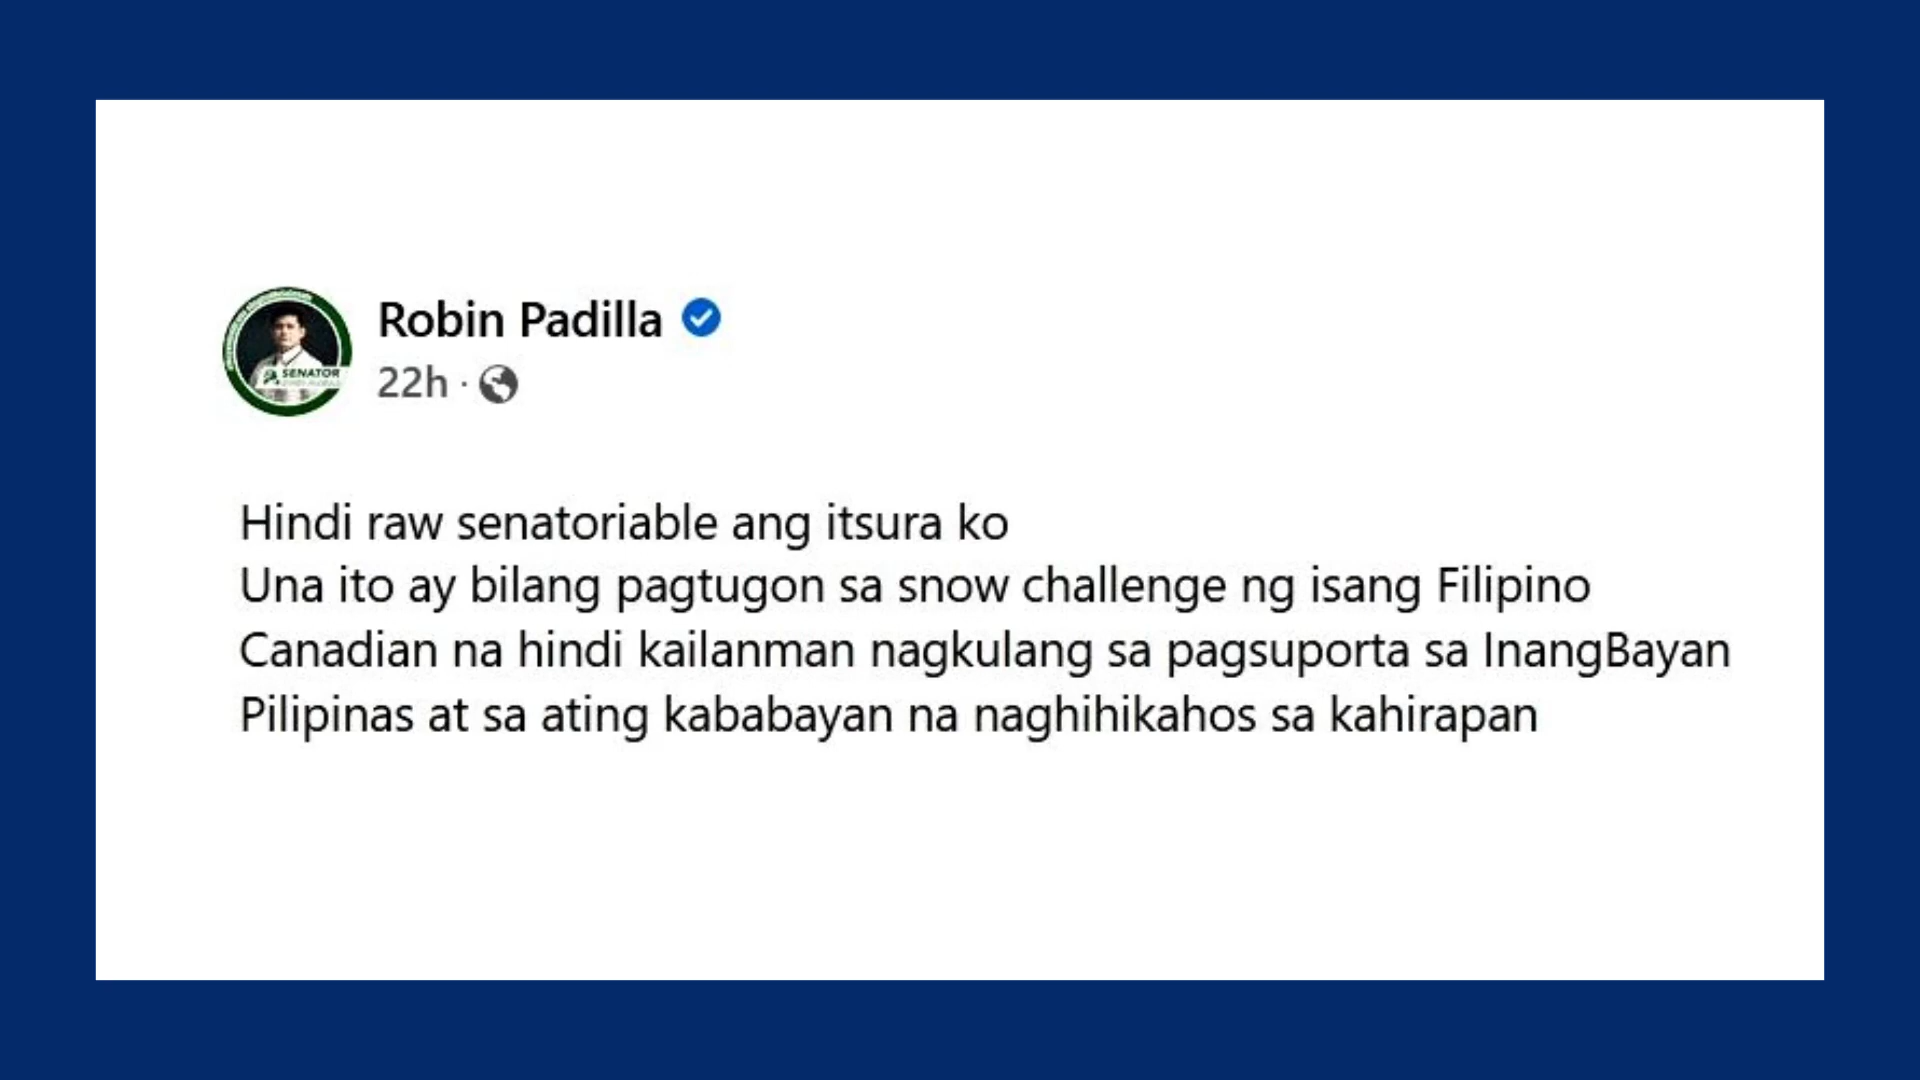 Robin Padilla
22h ·
SENATOR
Hindi raw senatoriable ang itsura ko
Una ito ay bilang pagtugon sa snow challenge ng isang Filipino
Canadian na hindi kailanman nagkulang sa pagsuporta sa InangBayan
Pilipinas at sa ating kababayan na naghihikahos sa kahirapan